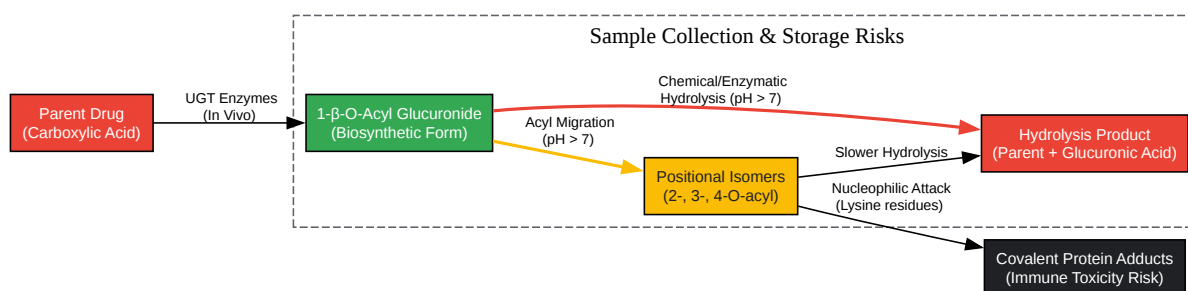 Sample Collection & Storage Risks
Parent Drug
(Carboxylic Acid)
UGT Enzymes
(In Vivo)
1-β-O-Acyl Glucuronide
(Biosynthetic Form)
Chemical/Enzymatic
Hydrolysis (pH > 7)
Acyl Migration
(pH > 7)
Positional Isomers
(2-, 3-, 4-O-acyl)
Slower Hydrolysis
Hydrolysis Product
(Parent + Glucuronic Acid)
Nucleophilic Attack
(Lysine residues)
Covalent Protein Adducts
(Immune Toxicity Risk)